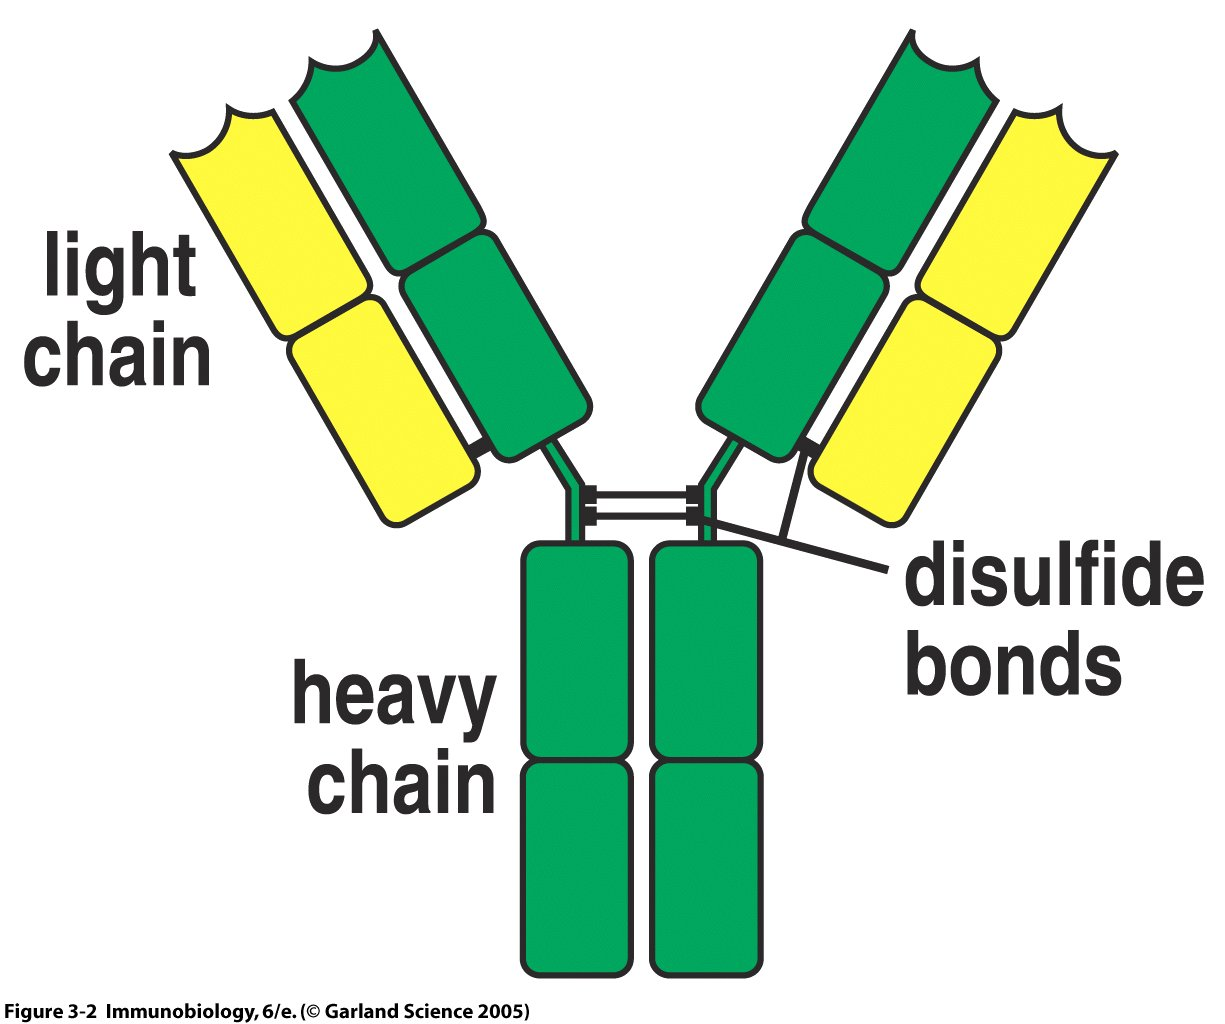 light
chain
disulfide
bonds
heavy
chain
Figure 3-2 Immunobiology, 6/e. (© Garland Science 2005)